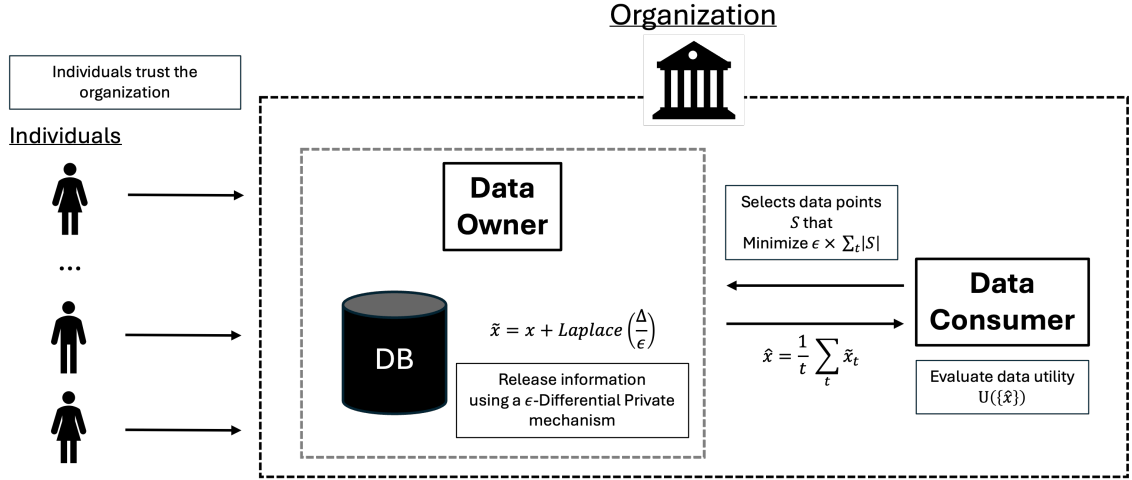 Organization
Individuals trust the
organization
Individuals
...
Data
Owner
DB
x̃ = x + Laplace (Δ/ϵ)
Release information
using a ϵ-Differential Private
mechanism
Selects data points
S that
Minimize ϵ × ∑ₜ|S|
x̂ = 1/t ∑ₜ x̃ₜ
Data
Consumer
Evaluate data utility
U({x̂})